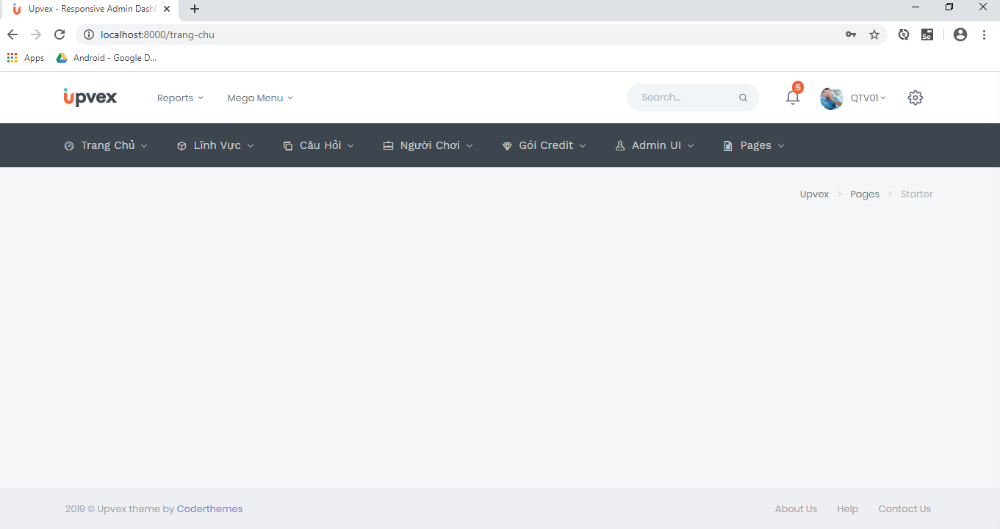 Upvex - Responsive Admin Dash
localhost:8000/trang-chu
Apps Android - Google D...
upvex Reports Mega Menu Search... 5 QTV01
Trang Chủ Lĩnh Vực Câu Hỏi Người Chơi Gói Credit Admin UI Pages
Upvex > Pages > Starter
2019 © Upvex theme by Coderthemes About Us Help Contact Us